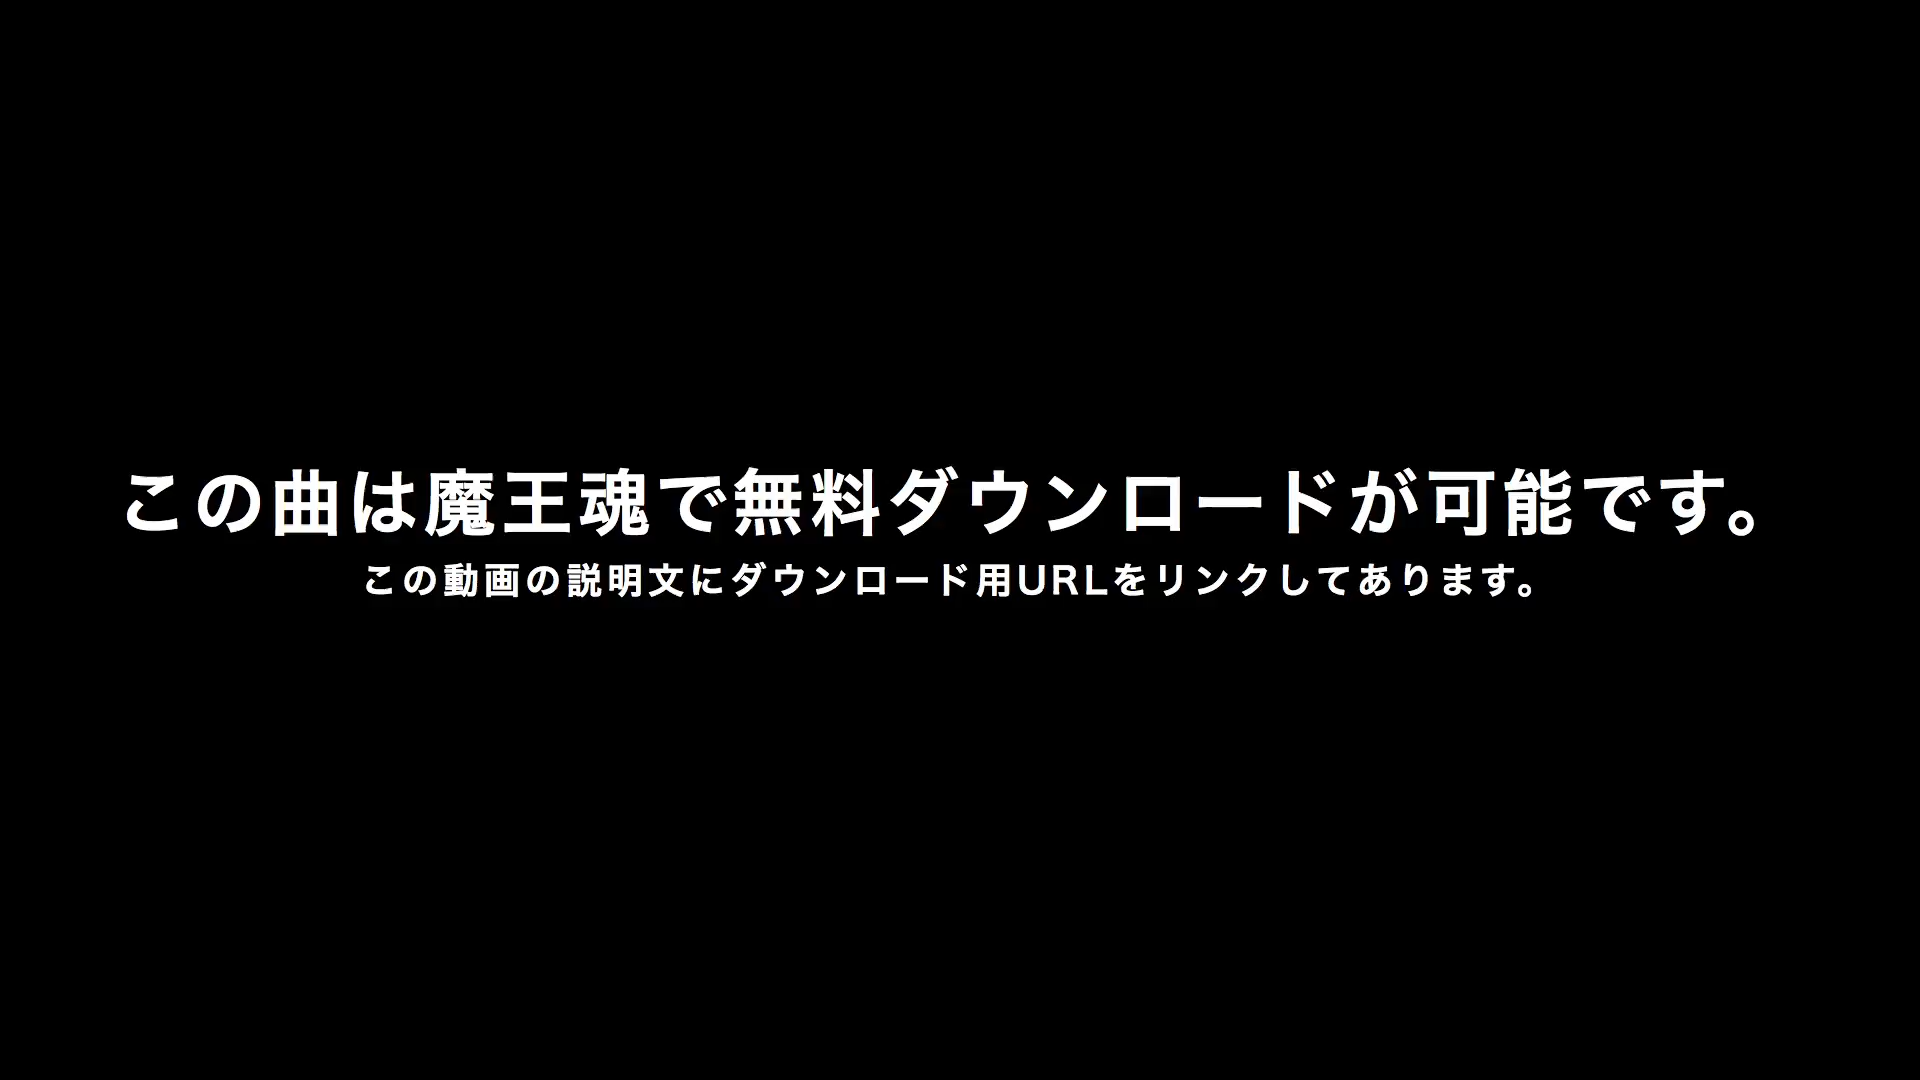 この曲は魔王魂で無料ダウンロードが可能です。
この動画の説明文にダウンロード用URLをリンクしてあります。